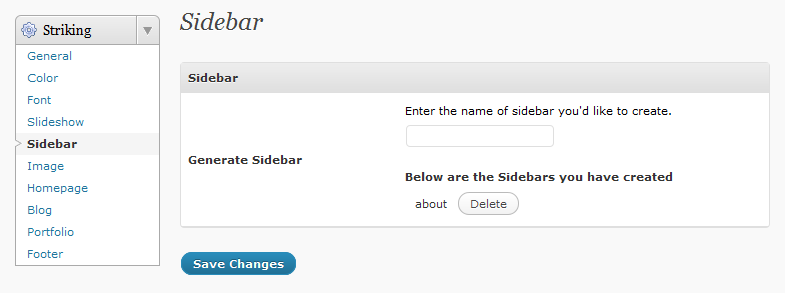 Striking
General
Color
Font
Slideshow
Sidebar
Image
Homepage
Blog
Portfolio
Footer
Sidebar
Sidebar
Generate Sidebar
Enter the name of sidebar you'd like to create.
Below are the Sidebars you have created
about Delete
Save Changes